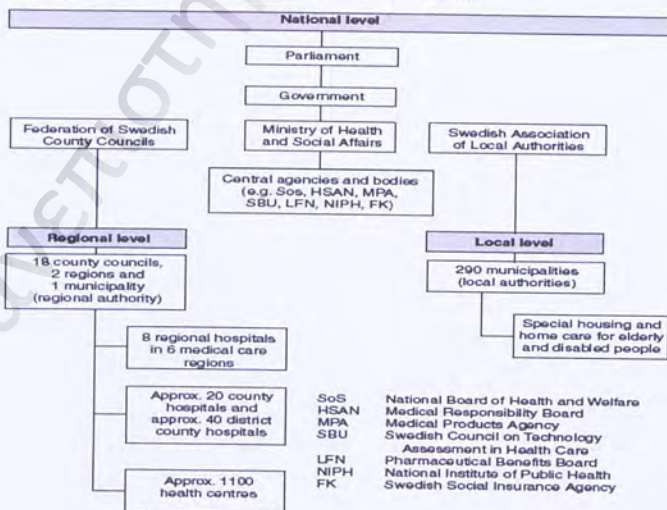 National level
Parliament
Government
Federation of Swedish
County Councils
Ministry of Health
and Social Affairs
Swedish Association
of Local Authorities
Central agencies and bodies
(e.g. Sos, HSAN, MPA,
SBU, LFN, NIPH, FK)
Regional level
18 county councils,
2 regions and
1 municipality
(regional authority)
Local level
290 municipalities
(local authorities)
8 regional hospitals
in 6 medical care
regions
Special housing and
home care for elderly
and disabled people
Approx. 20 county
hospitals and
approx. 40 district
county hospitals
Approx. 1100
health centres
SoS National Board of Health and Welfare
HSAN Medical Responsibility Board
MPA Medical Products Agency
SBU Swedish Council on Technology
Assessment in Health Care
LFN Pharmaceutical Benefits Board
NIPH National Institute of Public Health
FK Swedish Social Insurance Agency